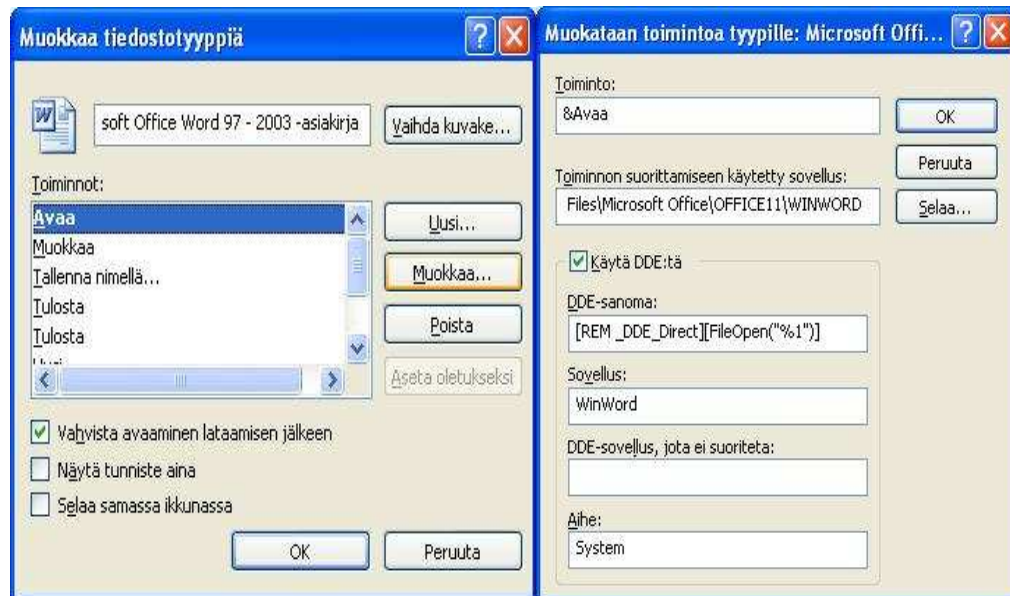 Muokkaa tiedostotyyppiä
soft Office Word 97 - 2003 -asiakirja
Vaihda kuvake...
Toiminnot:
Avaa
Muokkaa
Tallenna nimellä...
Tulosta
Tulosta
Uusi...
Muokkaa...
Poista
Aseta oletukseksi
Vahvista avaaminen lataamisen jälkeen
Näytä tunniste aina
Selaa samassa ikkunassa
OK
Peruuta
Muokataan toimintoa tyypille: Microsoft Offi...
Toiminto:
&Avaa
OK
Peruuta
Toiminnon suorittamiseen käytetty sovellus:
Files\Microsoft Office\OFFICE11\WINWORD
Selaa...
Käytä DDE:tä
DDE-sanoma:
[REM _DDE_Direct][FileOpen("%1")]
Sovellus:
WinWord
DDE-sovellus, jota ei suoriteta:
Aihe:
System